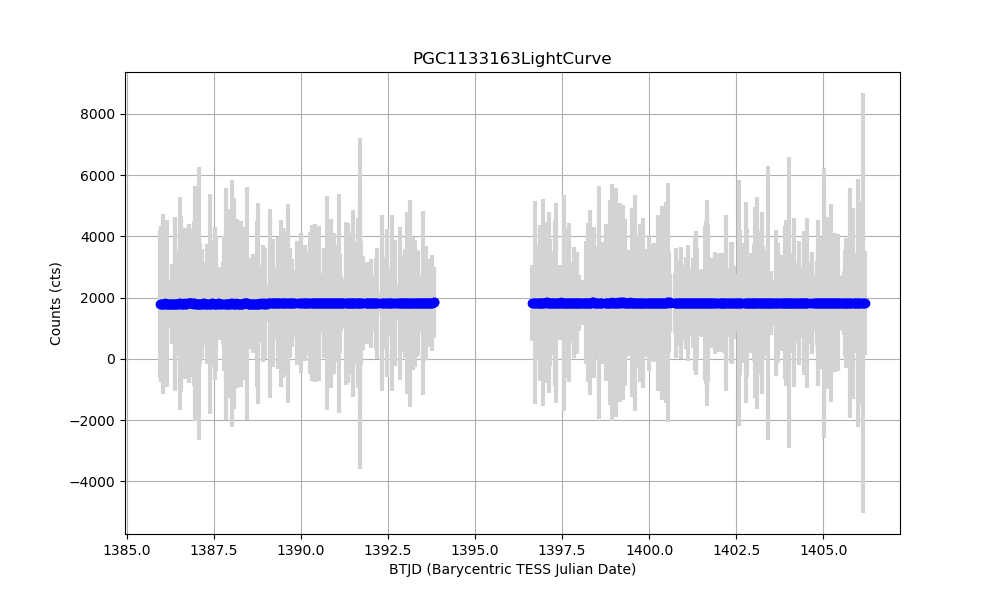 PGC1133163LightCurve
8000
6000
4000
2000
0
−2000
−4000
Counts (cts)
1385.0 1387.5 1390.0 1392.5 1395.0 1397.5 1400.0 1402.5 1405.0
BTJD (Barycentric TESS Julian Date)